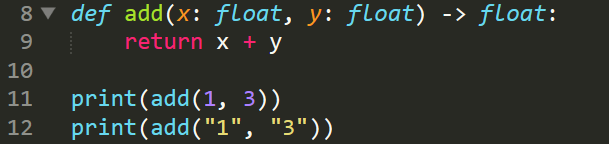 8 ▼ def add(x: float, y: float) -> float:
9     return x + y
10
11 print(add(1, 3))
12 print(add("1", "3"))